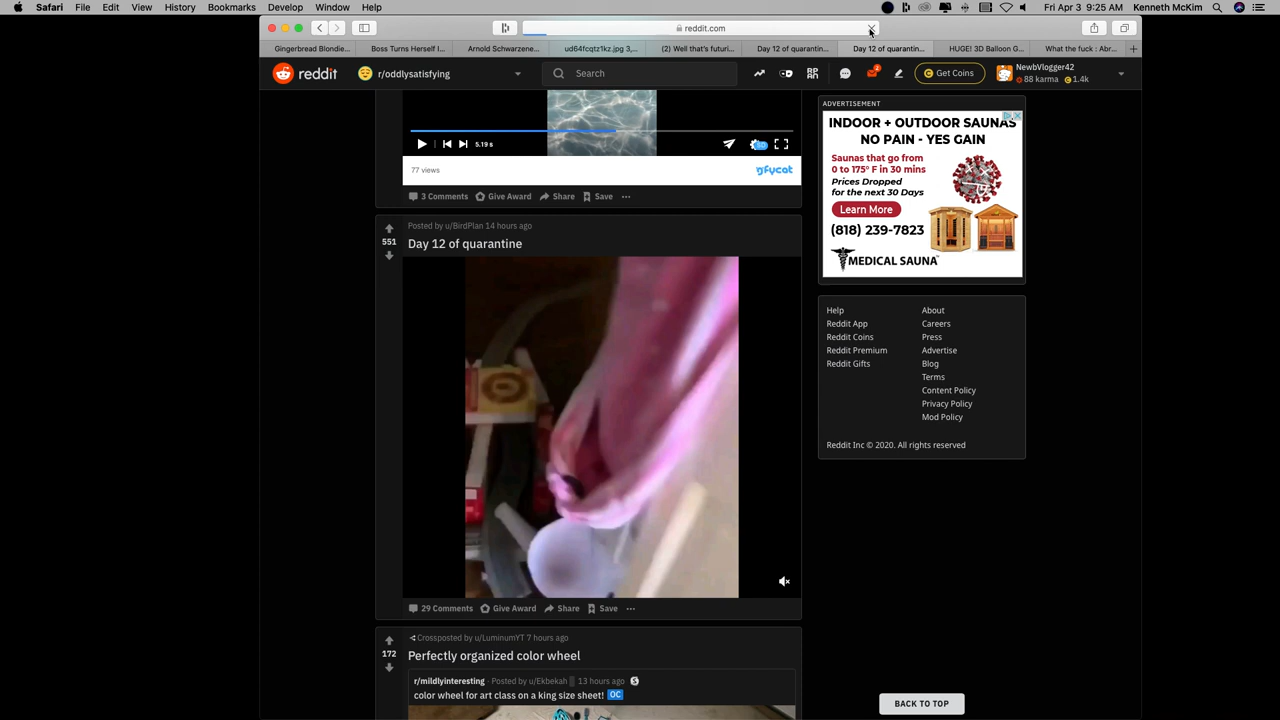 Safari File Edit View History Bookmarks Develop Window Help
Fri Apr 3 9:25 AM Kenneth McKim
reddit.com
Gingerbread Blondie... Boss Turns Herself I... Arnold Schwarzene... ud64fcqtz1kz.jpg 3,... (2) Well that's futuri... Day 12 of quarantin... Day 12 of quarantin... HUGE! 3D Balloon G... What the fuck : Abr...
reddit r/oddlysatisfying Search Get Coins NewbVlogger42
88 karma 1.4k
5.19 s SD
77 views gfycat
3 Comments Give Award Share Save
Posted by u/BirdPlan 14 hours ago
551
Day 12 of quarantine
29 Comments Give Award Share Save
Crossposted by u/LuminumYT 7 hours ago
172
Perfectly organized color wheel
r/mildlyinteresting · Posted by u/Ekbekah 13 hours ago
color wheel for art class on a king size sheet! OC
ADVERTISEMENT
INDOOR + OUTDOOR SAUNAS
NO PAIN - YES GAIN
Saunas that go from
0 to 175° F in 30 mins
Prices Dropped
for the next 30 Days
Learn More
(818) 239-7823
MEDICAL SAUNA™
Help About
Reddit App Careers
Reddit Coins Press
Reddit Premium Advertise
Reddit Gifts Blog
Terms
Content Policy
Privacy Policy
Mod Policy
Reddit Inc © 2020. All rights reserved
BACK TO TOP